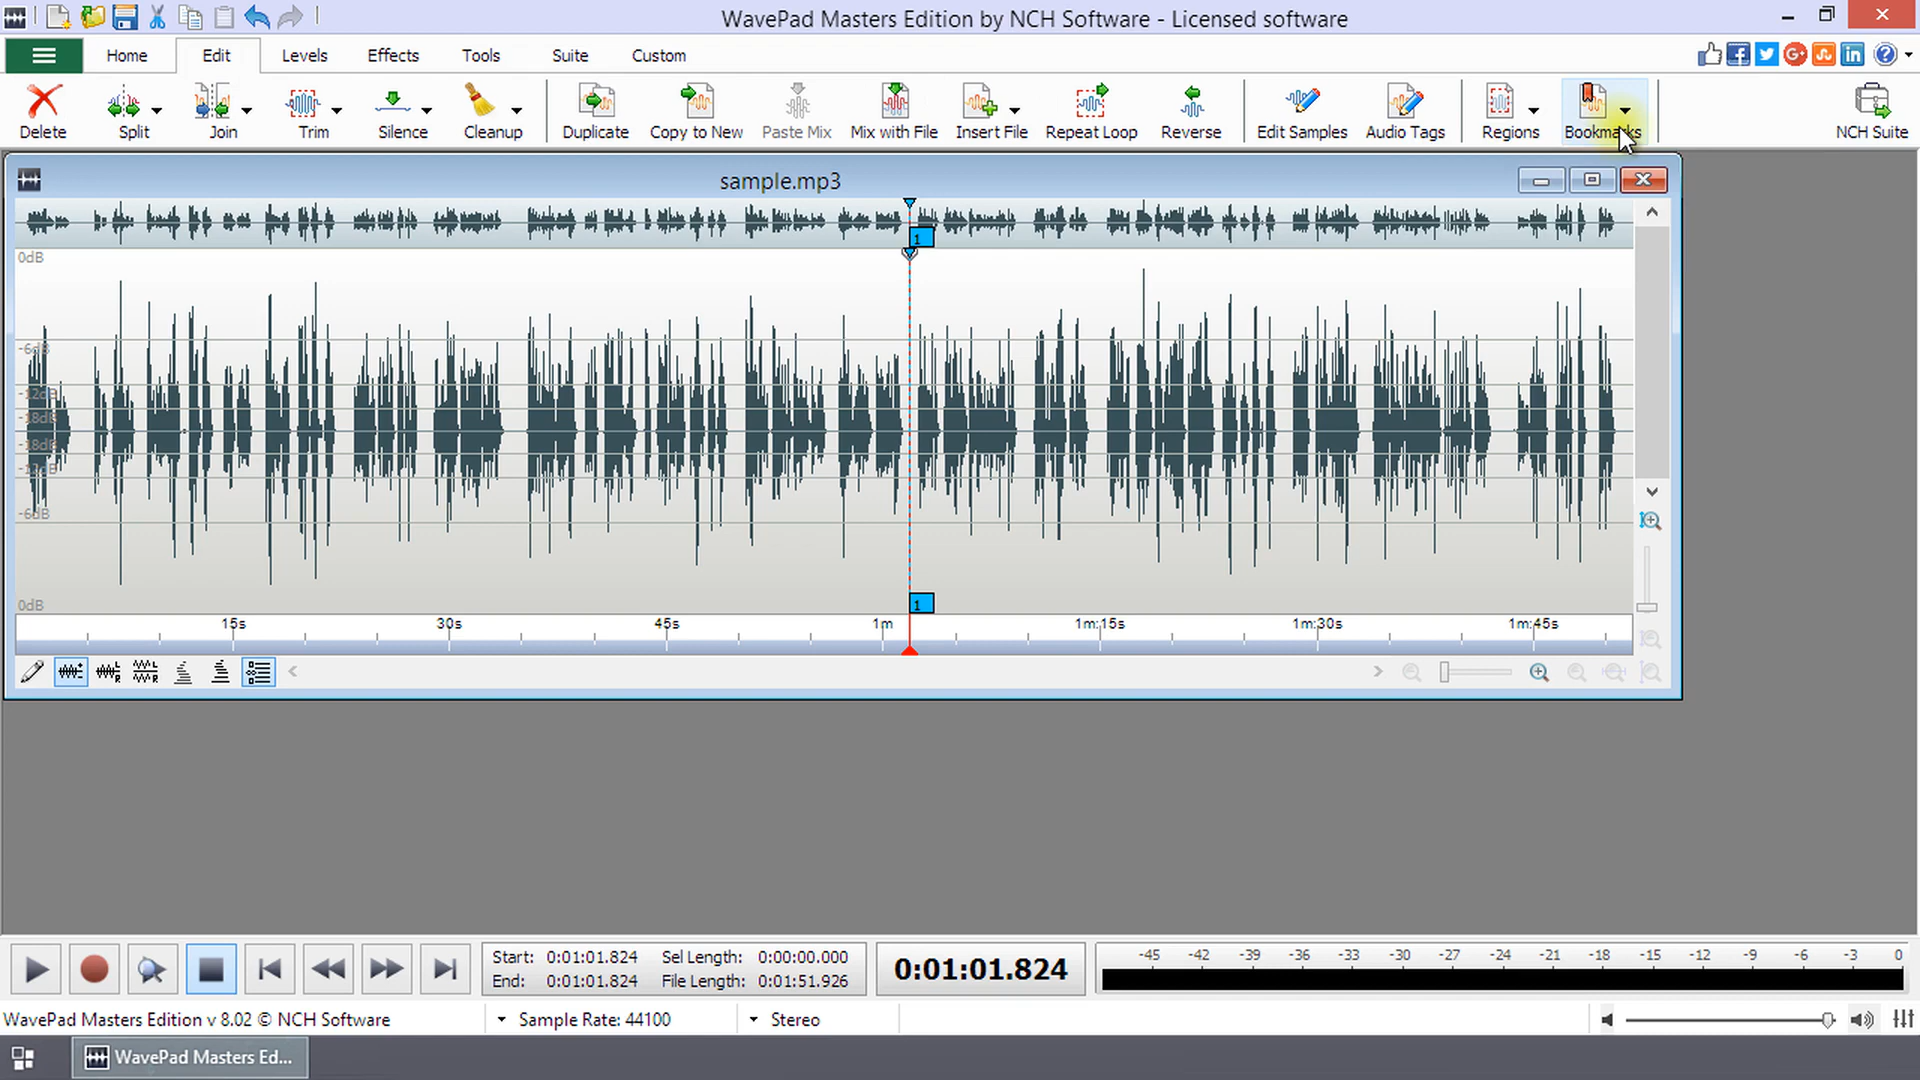 WavePad Masters Edition by NCH Software - Licensed software
Home Edit Levels Effects Tools Suite Custom
Delete Split Join Trim Silence Cleanup Duplicate Copy to New Paste Mix Mix with File Insert File Repeat Loop Reverse Edit Samples Audio Tags Regions Bookmarks NCH Suite
sample.mp3
1
0dB
-6dB
-12dB
-18dB
-18dB
-12dB
-6dB
0dB
1
15s 30s 45s 1m 1m:15s 1m:30s 1m:45s
Start: 0:01:01.824 Sel Length: 0:00:00.000
End: 0:01:01.824 File Length: 0:01:51.926
0:01:01.824
-45 -42 -39 -36 -33 -30 -27 -24 -21 -18 -15 -12 -9 -6 -3 0
WavePad Masters Edition v 8.02 © NCH Software Sample Rate: 44100 Stereo
WavePad Masters Ed...